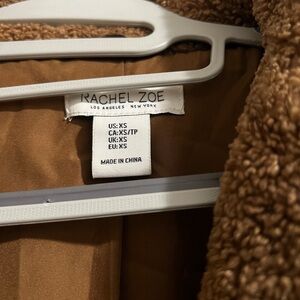 RACHEL ZOE
LOS ANGELES NEW YORK
US: XS
CA: XS/TP
UK: XS
EU: XS
MADE IN CHINA